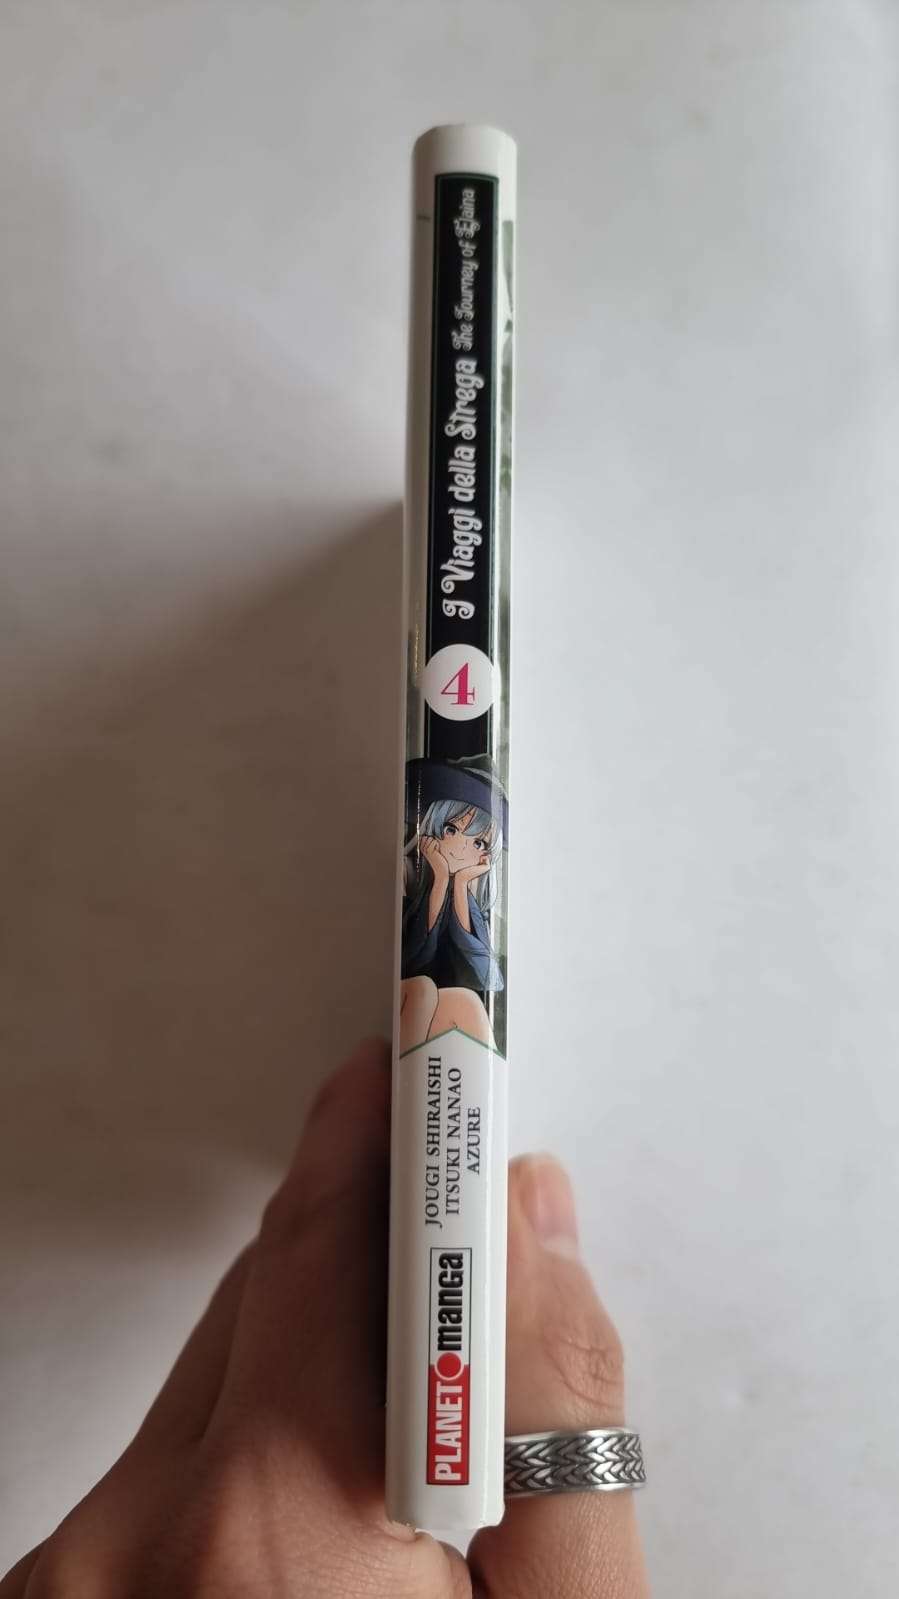 I Viaggi della Strega The Journey of Elaina
4
JOUGI SHIRAISHI
ITSUKI NANAO
AZURE
PLANET manga